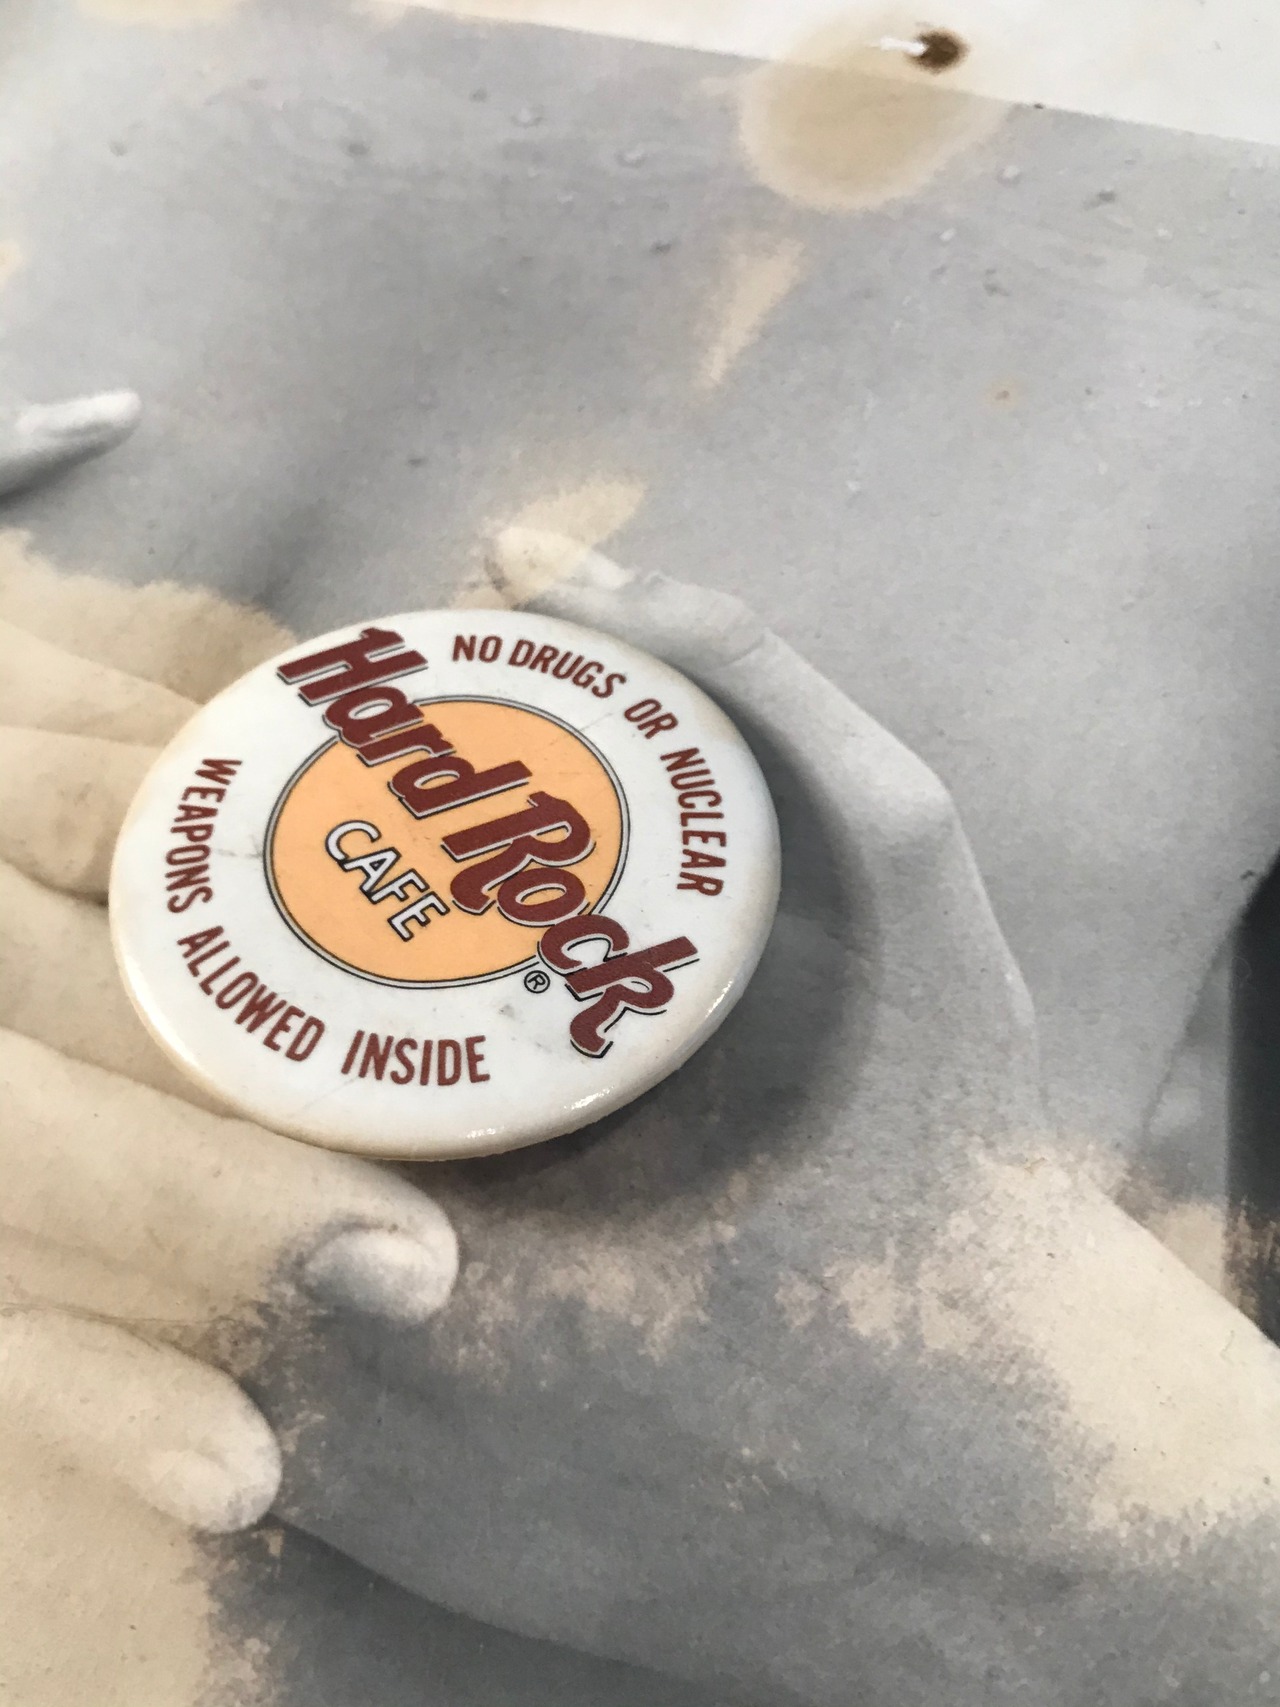 NO DRUGS OR NUCLEAR
Hard Rock
CAFE
®
WEAPONS ALLOWED INSIDE